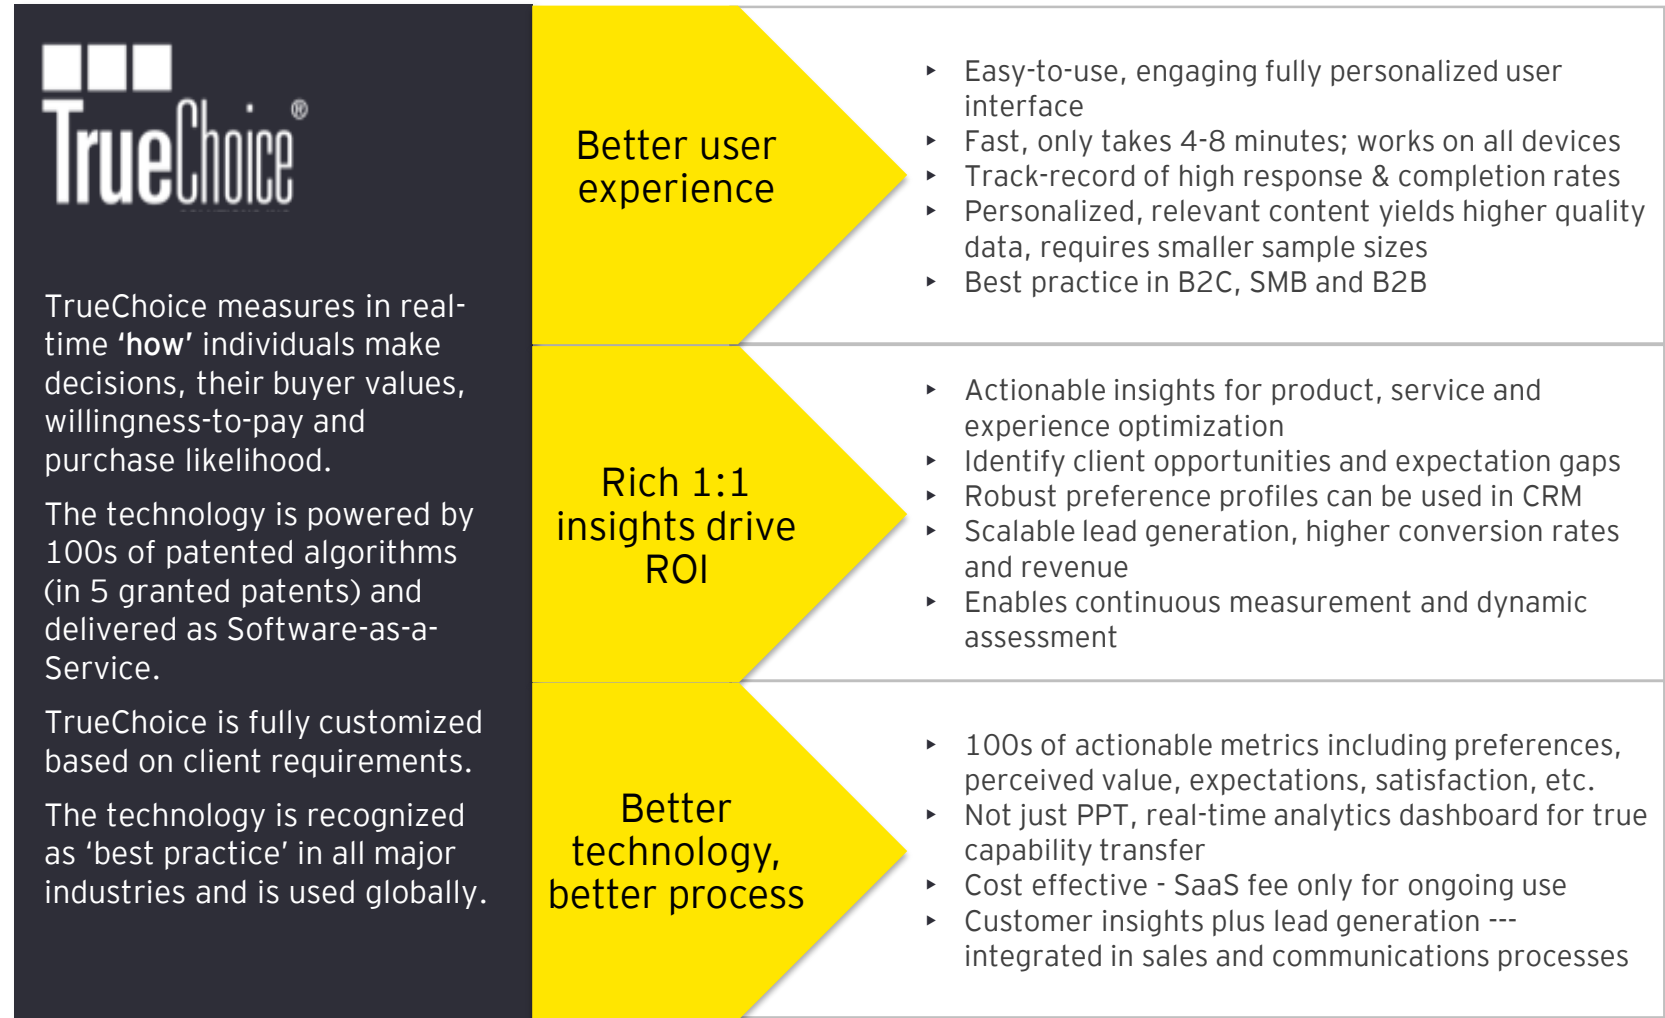 TrueChoice®
TrueChoice measures in real-
time ‘how’ individuals make
decisions, their buyer values,
willingness-to-pay and
purchase likelihood.
The technology is powered by
100s of patented algorithms
(in 5 granted patents) and
delivered as Software-as-a-
Service.
TrueChoice is fully customized
based on client requirements.
The technology is recognized
as ‘best practice’ in all major
industries and is used globally.
Better user
experience
‣ Easy-to-use, engaging fully personalized user
interface
‣ Fast, only takes 4-8 minutes; works on all devices
‣ Track-record of high response & completion rates
‣ Personalized, relevant content yields higher quality
data, requires smaller sample sizes
‣ Best practice in B2C, SMB and B2B
Rich 1:1
insights drive
ROI
‣ Actionable insights for product, service and
experience optimization
‣ Identify client opportunities and expectation gaps
‣ Robust preference profiles can be used in CRM
‣ Scalable lead generation, higher conversion rates
and revenue
‣ Enables continuous measurement and dynamic
assessment
Better
technology,
better process
‣ 100s of actionable metrics including preferences,
perceived value, expectations, satisfaction, etc.
‣ Not just PPT, real-time analytics dashboard for true
capability transfer
‣ Cost effective - SaaS fee only for ongoing use
‣ Customer insights plus lead generation ---
integrated in sales and communications processes